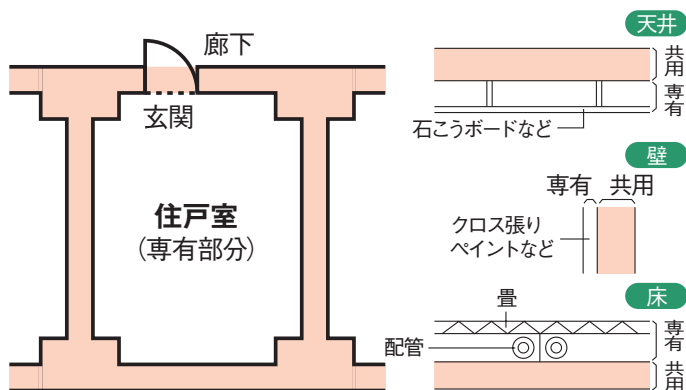 廊下
玄関
住戸室
（専有部分）
天井
共用
専有
石こうボードなど
壁
専有 共用
クロス張り
ペイントなど
床
畳
専有
配管
共用